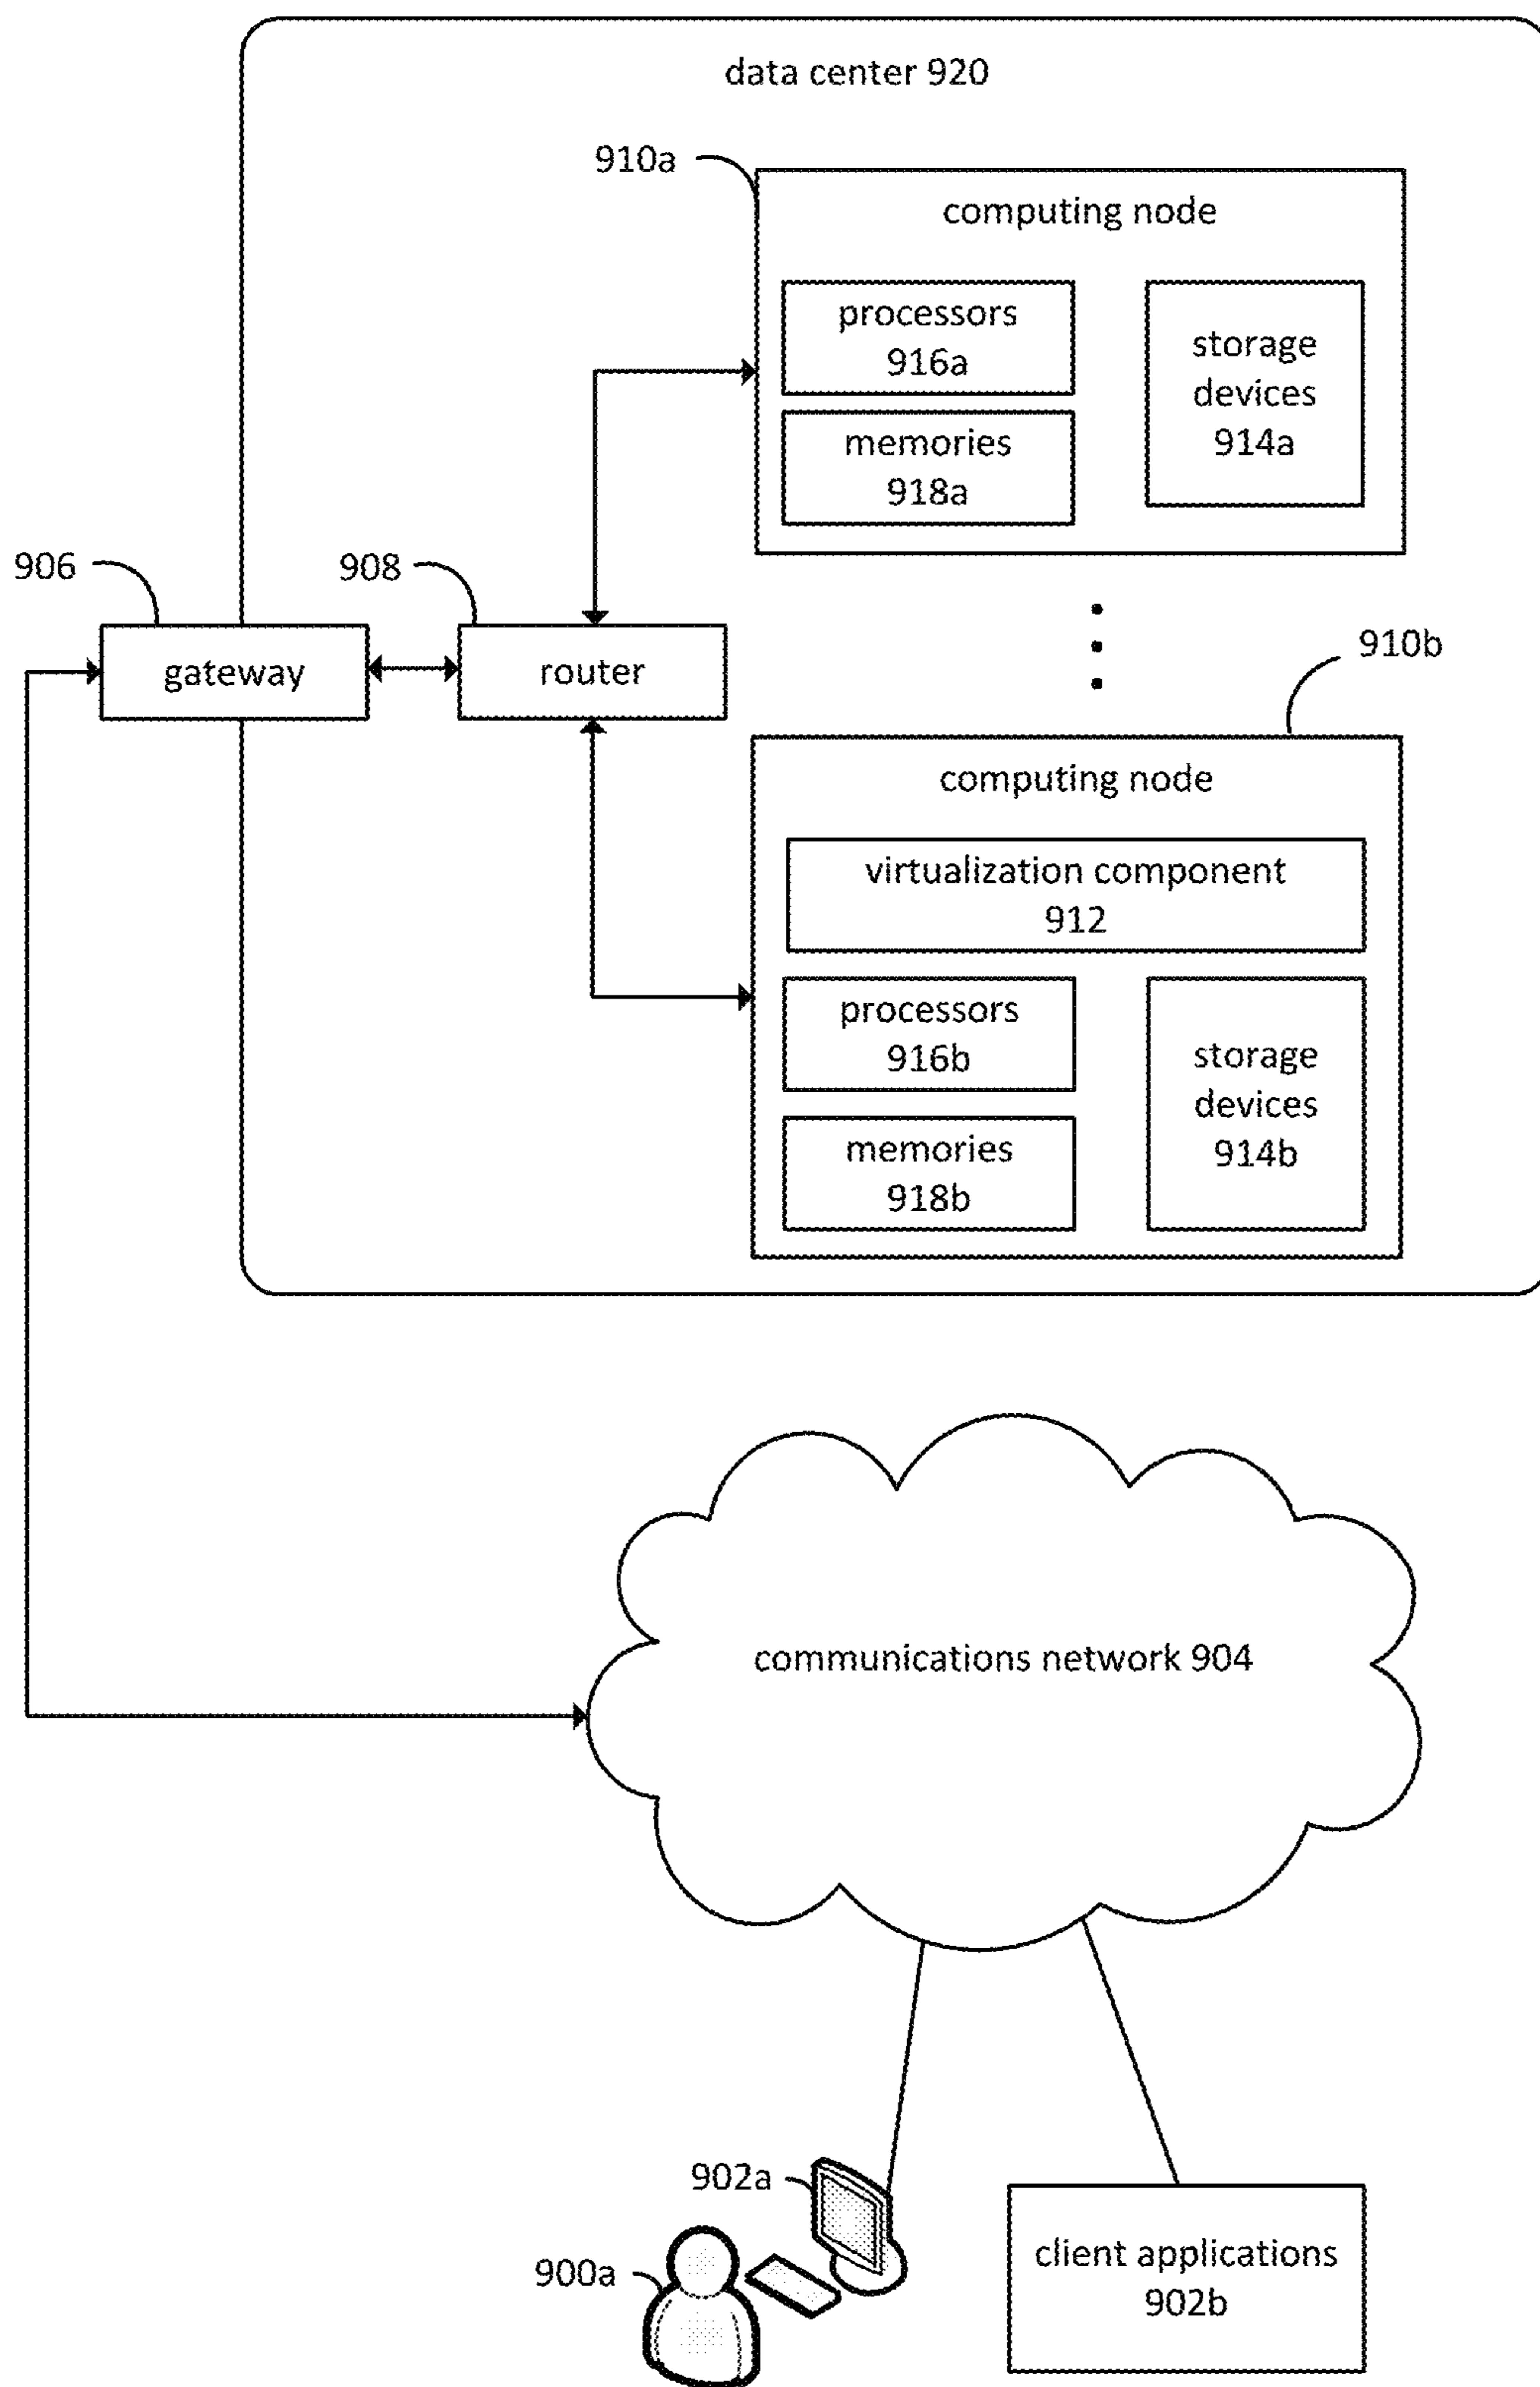 data center 920
910a
computing node
processors
916a
memories
918a
storage
devices
914a
906
908
gateway
router
910b
computing node
virtualization component
912
processors
916b
memories
918b
storage
devices
914b
communications network 904
902a
900a
client applications
902b